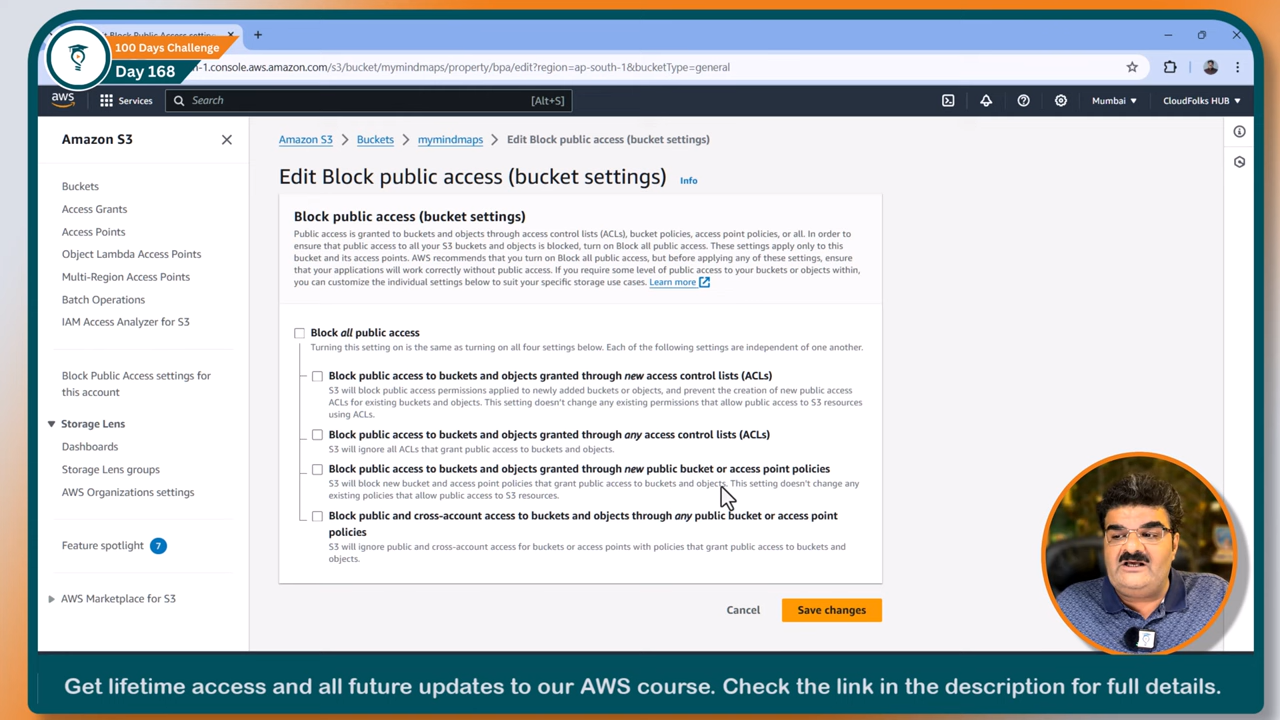 100 Days Challenge
Day 168
n-1.console.aws.amazon.com/s3/bucket/mymindmaps/property/bpa/edit?region=ap-south-1&bucketType=general
aws
Services
Search
[Alt+S]
Mumbai
CloudFolks HUB
Amazon S3
Buckets
Access Grants
Access Points
Object Lambda Access Points
Multi-Region Access Points
Batch Operations
IAM Access Analyzer for S3
Block Public Access settings for
this account
Storage Lens
Dashboards
Storage Lens groups
AWS Organizations settings
Feature spotlight
7
AWS Marketplace for S3
Amazon S3
Buckets
mymindmaps
Edit Block public access (bucket settings)
Edit Block public access (bucket settings)
Info
Block public access (bucket settings)
Public access is granted to buckets and objects through access control lists (ACLs), bucket policies, access point policies, or all. In order to
ensure that public access to all your S3 buckets and objects is blocked, turn on Block all public access. These settings apply only to this
bucket and its access points. AWS recommends that you turn on Block all public access, but before applying any of these settings, ensure
that your applications will work correctly without public access. If you require some level of public access to your buckets or objects within,
you can customize the individual settings below to suit your specific storage use cases. Learn more
Block all public access
Turning this setting on is the same as turning on all four settings below. Each of the following settings are independent of one another.
Block public access to buckets and objects granted through new access control lists (ACLs)
S3 will block public access permissions applied to newly added buckets or objects, and prevent the creation of new public access
ACLs for existing buckets and objects. This setting doesn't change any existing permissions that allow public access to S3 resources
using ACLs.
Block public access to buckets and objects granted through any access control lists (ACLs)
S3 will ignore all ACLs that grant public access to buckets and objects.
Block public access to buckets and objects granted through new public bucket or access point policies
S3 will block new bucket and access point policies that grant public access to buckets and objects. This setting doesn't change any
existing policies that allow public access to S3 resources.
Block public and cross-account access to buckets and objects through any public bucket or access point
policies
S3 will ignore public and cross-account access for buckets or access points with policies that grant public access to buckets and
objects.
Cancel
Save changes
Get lifetime access and all future updates to our AWS course. Check the link in the description for full details.